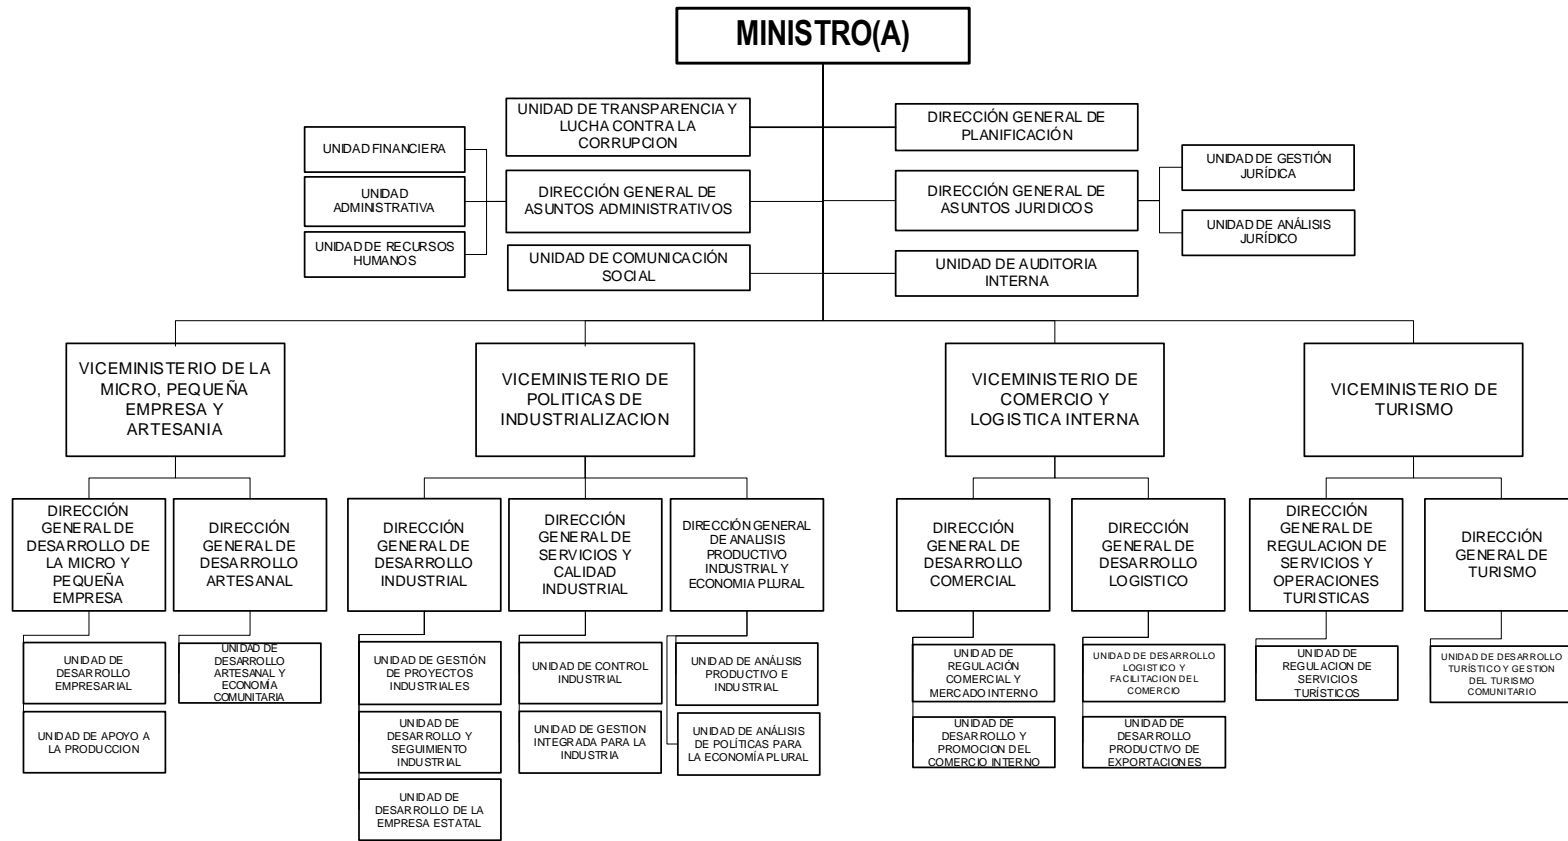 MINISTRO(A)
UNIDAD DE TRANSPARENCIA Y
LUCHA CONTRA LA
CORRUPCION
DIRECCIÓN GENERAL DE
PLANIFICACIÓN
UNIDAD FINANCIERA
UNIDAD
ADMINISTRATIVA
UNIDAD DE RECURSOS
HUMANOS
DIRECCIÓN GENERAL DE
ASUNTOS ADMINISTRATIVOS
DIRECCIÓN GENERAL DE
ASUNTOS JURIDICOS
UNIDAD DE GESTIÓN
JURÍDICA
UNIDAD DE ANÁLISIS
JURÍDICO
UNIDAD DE COMUNICACIÓN
SOCIAL
UNIDAD DE AUDITORIA
INTERNA
VICEMINISTERIO DE LA
MICRO, PEQUEÑA
EMPRESA Y
ARTESANIA
VICEMINISTERIO DE
POLITICAS DE
INDUSTRIALIZACION
VICEMINISTERIO DE
COMERCIO Y
LOGISTICA INTERNA
VICEMINISTERIO DE
TURISMO
DIRECCIÓN
GENERAL DE
DESARROLLO DE
LA MICRO Y
PEQUEÑA
EMPRESA
DIRECCIÓN
GENERAL DE
DESARROLLO
ARTESANAL
DIRECCIÓN
GENERAL DE
DESARROLLO
INDUSTRIAL
DIRECCIÓN
GENERAL DE
SERVICIOS Y
CALIDAD
INDUSTRIAL
DIRECCIÓN GENERAL
DE ANALISIS
PRODUCTIVO
INDUSTRIAL Y
ECONOMIA PLURAL
DIRECCIÓN
GENERAL DE
DESARROLLO
COMERCIAL
DIRECCIÓN
GENERAL DE
DESARROLLO
LOGISTICO
DIRECCIÓN
GENERAL DE
REGULACION DE
SERVICIOS Y
OPERACIONES
TURISTICAS
DIRECCIÓN
GENERAL DE
TURISMO
UNIDAD DE
DESARROLLO
EMPRESARIAL
UNIDAD DE
DESARROLLO
ARTESANAL Y
ECONOMÍA
COMUNITARIA
UNIDAD DE GESTIÓN
DE PROYECTOS
INDUSTRIALES
UNIDAD DE CONTROL
INDUSTRIAL
UNIDAD DE ANÁLISIS
PRODUCTIVO E
INDUSTRIAL
UNIDAD DE
REGULACIÓN
COMERCIAL Y
MERCADO INTERNO
UNIDAD DE DESARROLLO
LOGISTICO Y
FACILITACION DEL
COMERCIO
UNIDAD DE
REGULACION DE
SERVICIOS
TURÍSTICOS
UNIDAD DE DESARROLLO
TURÍSTICO Y GESTION
DEL TURISMO
COMUNITARIO
UNIDAD DE APOYO A
LA PRODUCCION
UNIDAD DE
DESARROLLO Y
SEGUIMIENTO
INDUSTRIAL
UNIDAD DE GESTION
INTEGRADA PARA LA
INDUSTRIA
UNIDAD DE ANÁLISIS
DE POLÍTICAS PARA
LA ECONOMÍA PLURAL
UNIDAD DE
DESARROLLO Y
PROMOCION DEL
COMERCIO INTERNO
UNIDAD DE
DESARROLLO
PRODUCTIVO DE
EXPORTACIONES
UNIDAD DE
DESARROLLO DE LA
EMPRESA ESTATAL